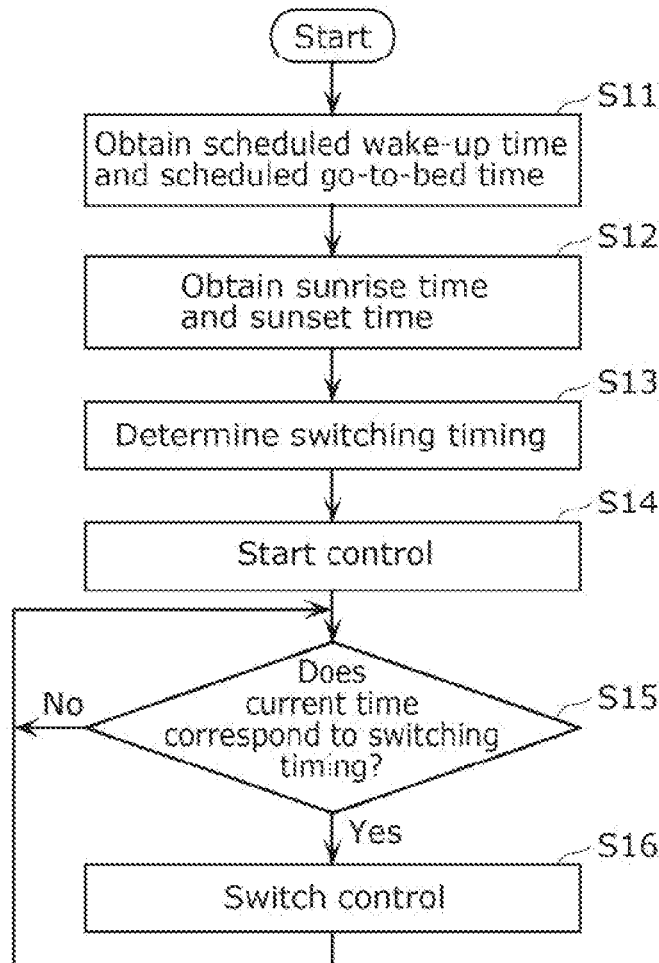 Start
S11
Obtain scheduled wake-up time
and scheduled go-to-bed time
S12
Obtain sunrise time
and sunset time
S13
Determine switching timing
S14
Start control
S15
Does
current time
correspond to switching
timing?
No
Yes
S16
Switch control